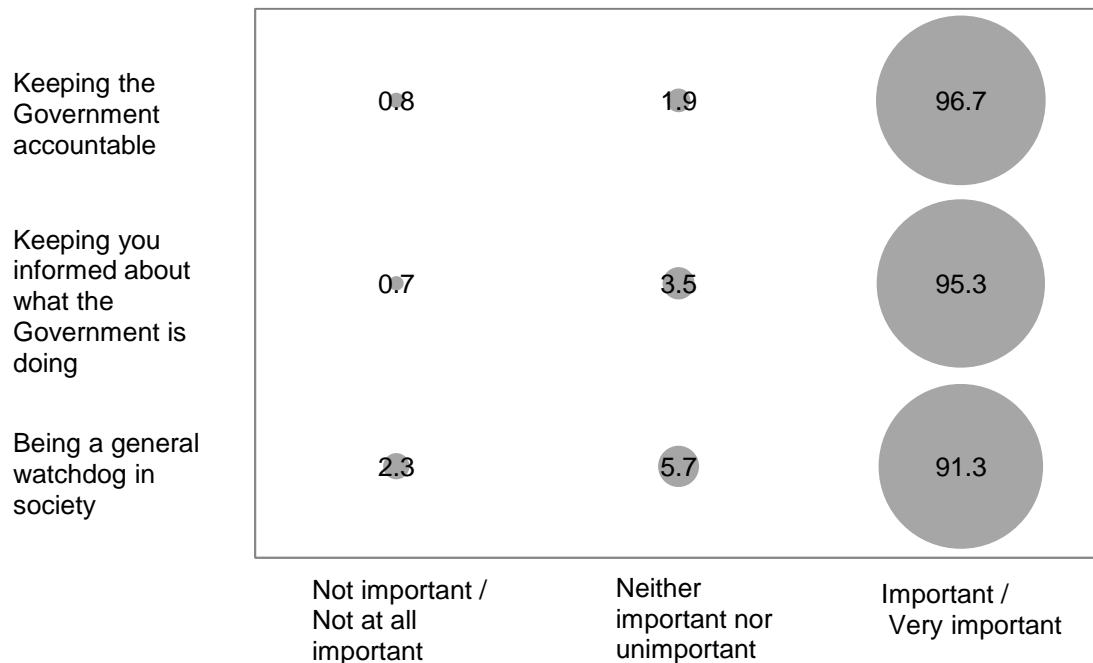 Keeping the
Government
accountable
0.8
1.9
96.7
Keeping you
informed about
what the
Government is
doing
0.7
3.5
95.3
Being a general
watchdog in
society
2.3
5.7
91.3
Not important /
Not at all
important
Neither
important nor
unimportant
Important /
Very important